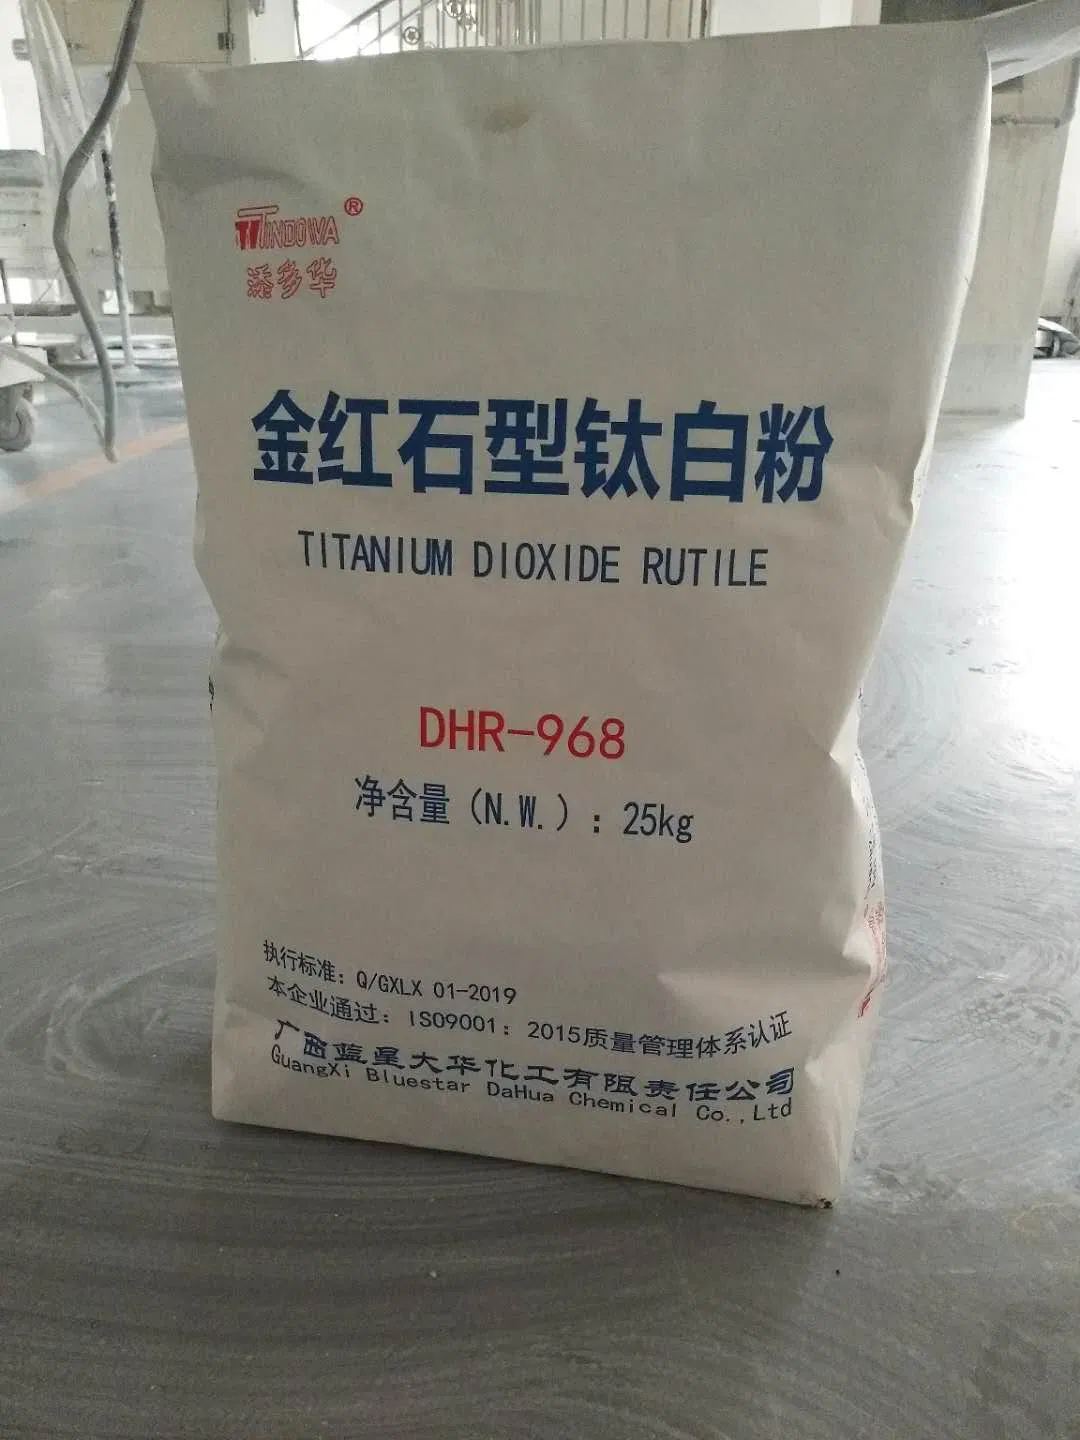 TINDOWA®
添多华
金红石型钛白粉
TITANIUM DIOXIDE RUTILE
DHR-968
净含量（N.W.）：25kg
执行标准：Q/GXLX 01-2019
本企业通过：ISO9001：2015质量管理体系认证
广西蓝星大华化工有限责任公司
GuangXi Bluestar DaHua Chemical Co.,Ltd